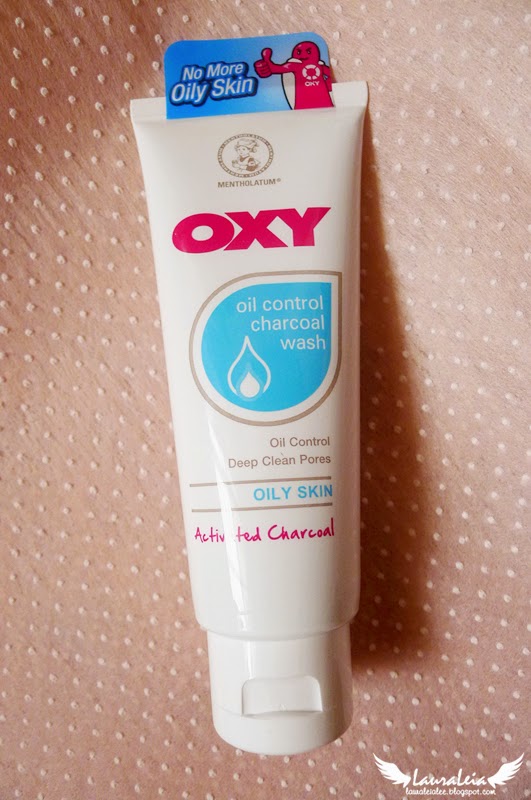 No More
Oily Skin
OXY
MENTHOLATUM®
OXY
oil control
charcoal
wash
Oil Control
Deep Clean Pores
OILY SKIN
Activated Charcoal
LauraLeia
lauraleialee.blogspot.com